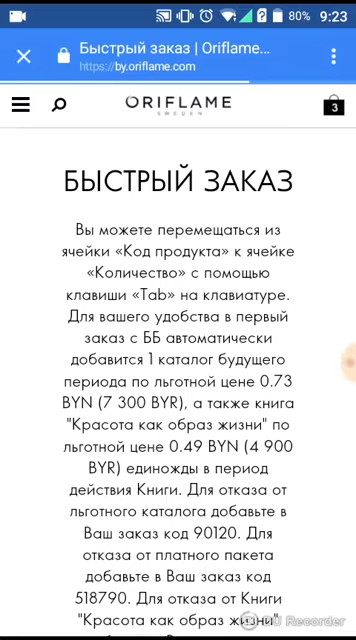 80% 9:23
Быстрый заказ | Oriflame...
https://by.oriflame.com
ORIFLAME
SWEDEN
3
БЫСТРЫЙ ЗАКАЗ
Вы можете перемещаться из
ячейки «Код продукта» к ячейке
«Количество» с помощью
клавиши «Tab» на клавиатуре.
Для вашего удобства в первый
заказ с ББ автоматически
добавится 1 каталог будущего
периода по льготной цене 0.73
BYN (7 300 BYR), а также книга
"Красота как образ жизни" по
льготной цене 0.49 BYN (4 900
BYR) единожды в период
действия Книги. Для отказа от
льготного каталога добавьте в
Ваш заказ код 90120. Для
отказа от платного пакета
добавьте в Ваш заказ код
518790. Для отказа от Книги
"Красота как образ жизни"
DU Recorder